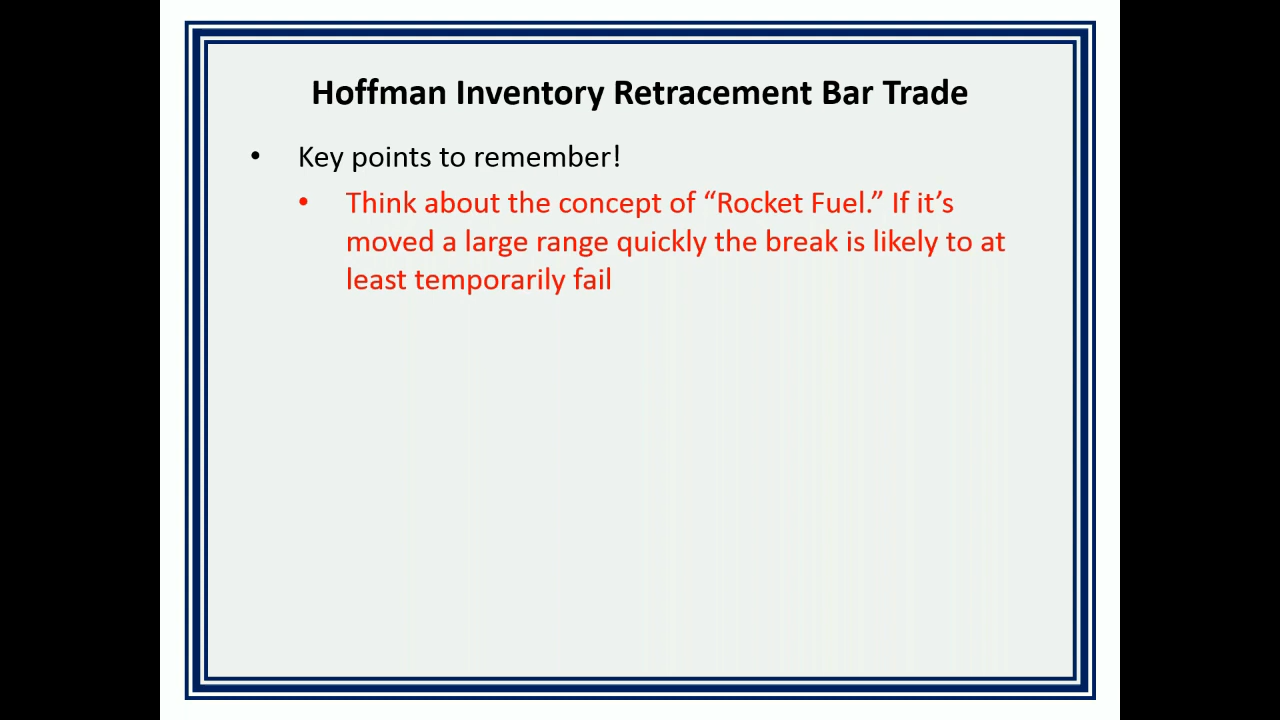 Hoffman Inventory Retracement Bar Trade
• Key points to remember!
• Think about the concept of “Rocket Fuel.” If it’s
moved a large range quickly the break is likely to at
least temporarily fail